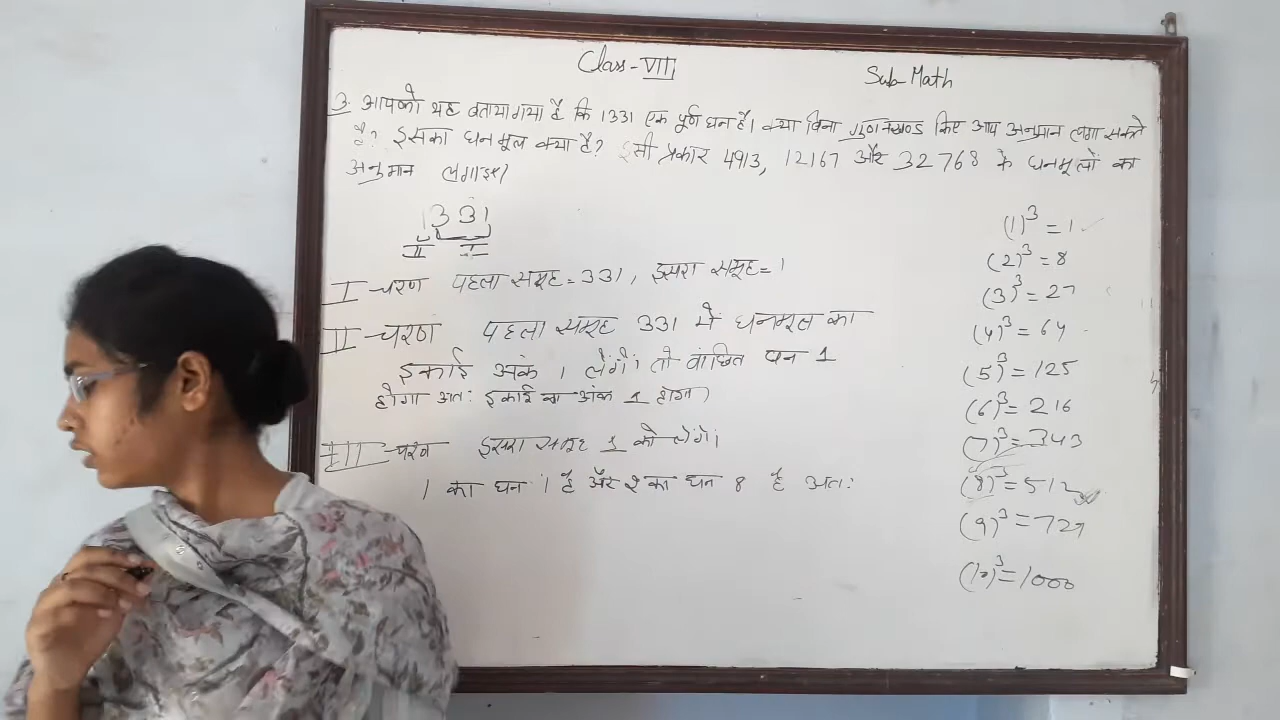 Class-VIII
Sub-Math
3. आपको यह बताया गया है कि 1331 एक पूर्ण घन है। क्या बिना गुणनखण्ड किए आप अनुमान लगा सकते
है? इसका घनमूल क्या है? इसी प्रकार 4913, 12167 और 32768 के घनमूलों का
अनुमान लगाइए।
1331
II I
I - चरण पहला समूह = 331, दूसरा समूह = 1
II - चरण पहला समूह 331 से घनमूल का
इकाई अंक 1 लेंगे। तो वांछित घन 1
होगा अतः इकाई का अंक 1 होगा)
III - चरण दूसरा समूह 1 को लेंगे।
1 का घन 1 है और 2 का घन 8 है अतः
(1)³ = 1
(2)³ = 8
(3)³ = 27
(4)³ = 64
(5)³ = 125
(6)³ = 216
(7)³ = 343
(8)³ = 512
(9)³ = 729
(10)³ = 1000